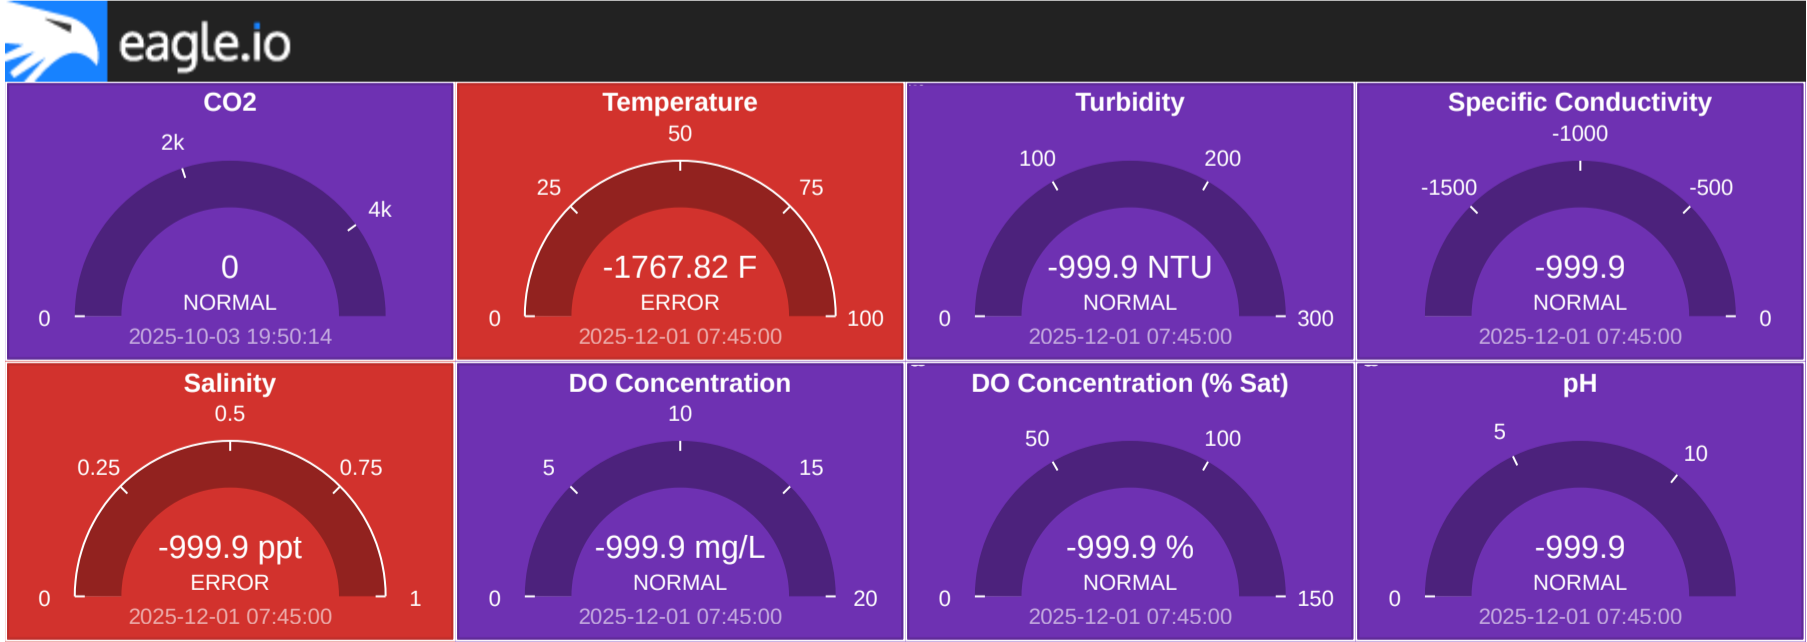 eagle.io
CO2
2k
4k
0
NORMAL
0
2025-10-03 19:50:14
Temperature
50
25
75
-1767.82 F
ERROR
0
100
2025-12-01 07:45:00
Turbidity
100
200
-999.9 NTU
NORMAL
0
300
2025-12-01 07:45:00
Specific Conductivity
-1000
-1500
-500
-999.9
NORMAL
0
2025-12-01 07:45:00
Salinity
0.5
0.25
0.75
-999.9 ppt
ERROR
0
1
2025-12-01 07:45:00
DO Concentration
10
5
15
-999.9 mg/L
NORMAL
0
20
2025-12-01 07:45:00
DO Concentration (% Sat)
50
100
-999.9 %
NORMAL
0
150
2025-12-01 07:45:00
pH
5
10
-999.9
NORMAL
0
2025-12-01 07:45:00